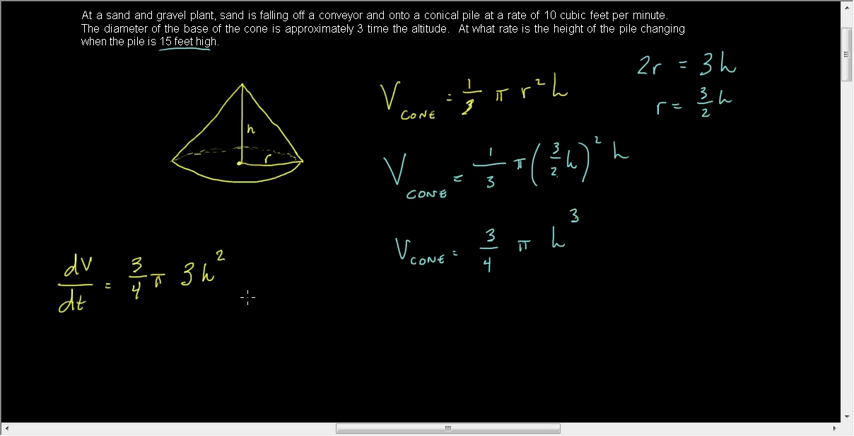 At a sand and gravel plant, sand is falling off a conveyor and onto a conical pile at a rate of 10 cubic feet per minute.
The diameter of the base of the cone is approximately 3 time the altitude. At what rate is the height of the pile changing
when the pile is 15 feet high.
2r = 3h
r = 3/2 h
V CONE = 1/3 π r² h
h
r
V CONE = 1/3 π (3/2 h)² h
V CONE = 3/4 π h³
dV/dt = 3/4 π 3h²